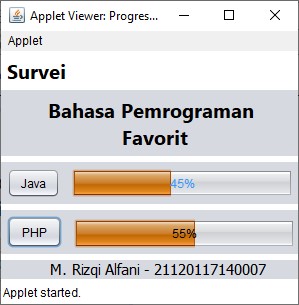 Applet Viewer: Progres...
Applet
Survei
Bahasa Pemrograman
Favorit
Java 45%
PHP 55%
M. Rizqi Alfani - 21120117140007
Applet started.